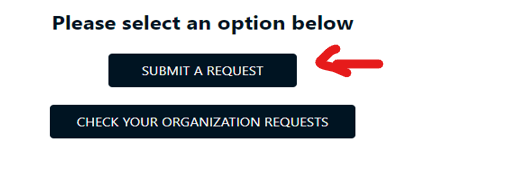 Please select an option below
SUBMIT A REQUEST
CHECK YOUR ORGANIZATION REQUESTS